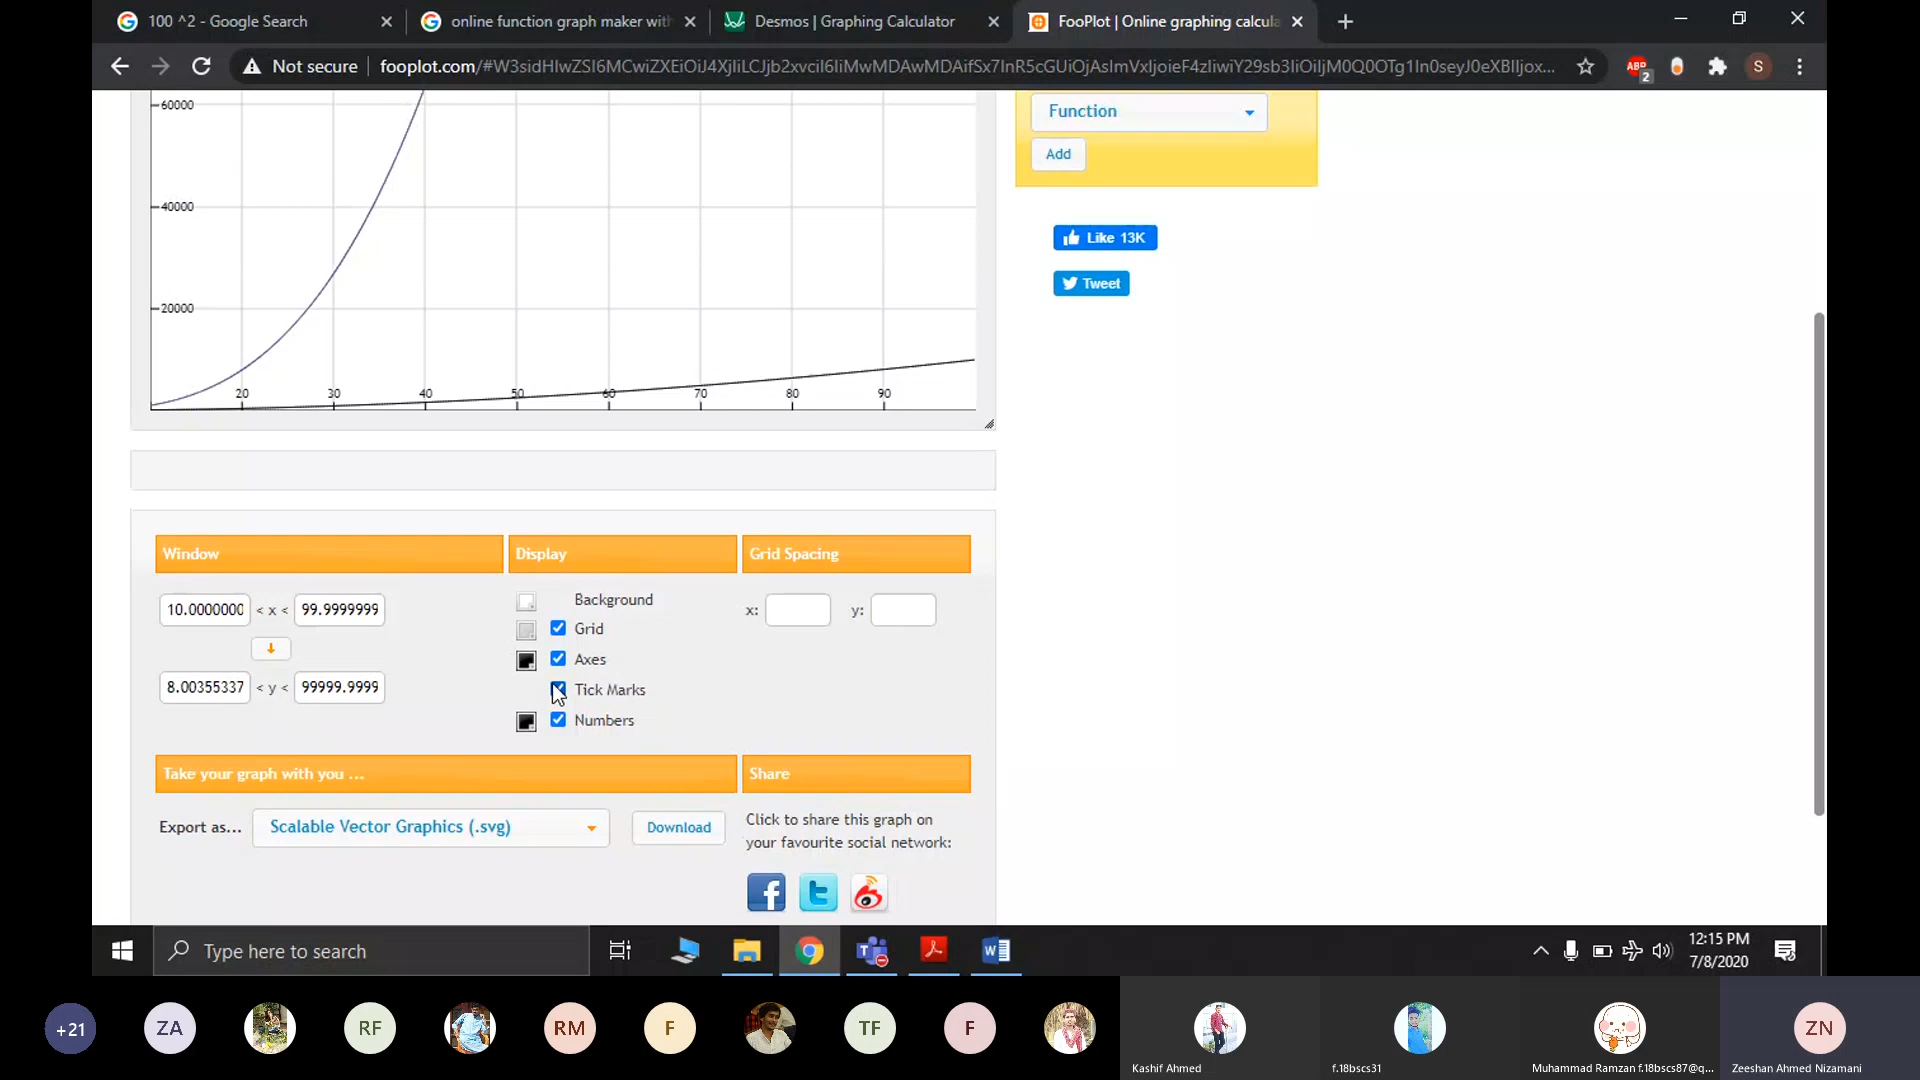 100 ^2 - Google Search
online function graph maker with
Desmos | Graphing Calculator
FooPlot | Online graphing calcula
Not secure
S
ABP
2
60000
40000
20000
20
30
40
50
60
70
80
90
Function
Add
Like 13K
Tweet
Window
Display
Grid Spacing
10.0000000 < x < 99.9999999
8.00355337 < y < 99999.9999
Background
Grid
Axes
Tick Marks
Numbers
x:
y:
Take your graph with you ...
Share
Export as...
Scalable Vector Graphics (.svg)
Download
Click to share this graph on
your favourite social network:
Type here to search
12:15 PM
7/8/2020
+21
ZA
RF
RM
F
TF
F
ZN
Kashif Ahmed
f.18bscs31
Muhammad Ramzan f.18bscs87@q...
Zeeshan Ahmed Nizamani